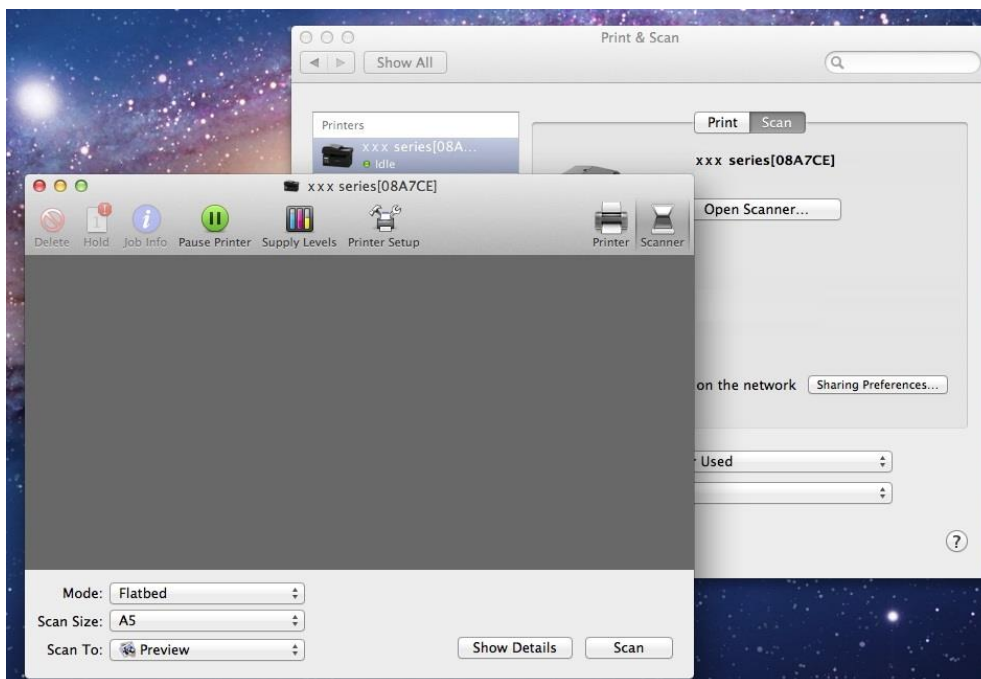 Print & Scan
Show All
Printers
xxx series[08A...
Idle
Print Scan
xxx series[08A7CE]
Open Scanner...
on the network Sharing Preferences...
Used
?
xxx series[08A7CE]
Delete Hold Job Info Pause Printer Supply Levels Printer Setup Printer Scanner
Mode: Flatbed
Scan Size: A5
Scan To: Preview
Show Details Scan